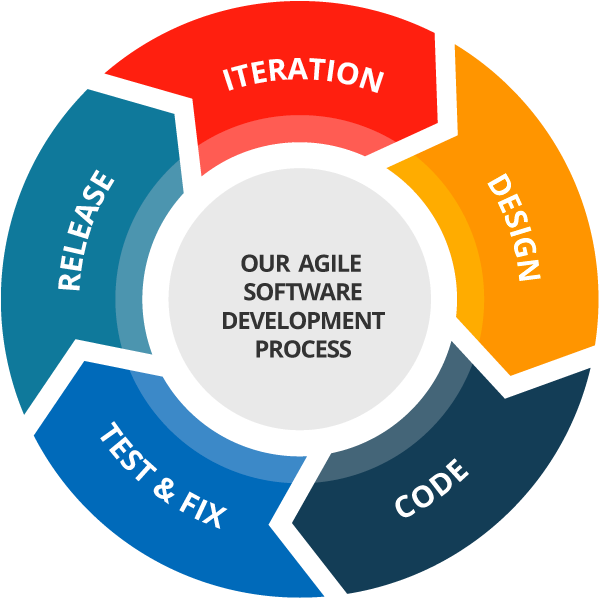 ITERATION
DESIGN
CODE
TEST & FIX
RELEASE
OUR AGILE
SOFTWARE
DEVELOPMENT
PROCESS